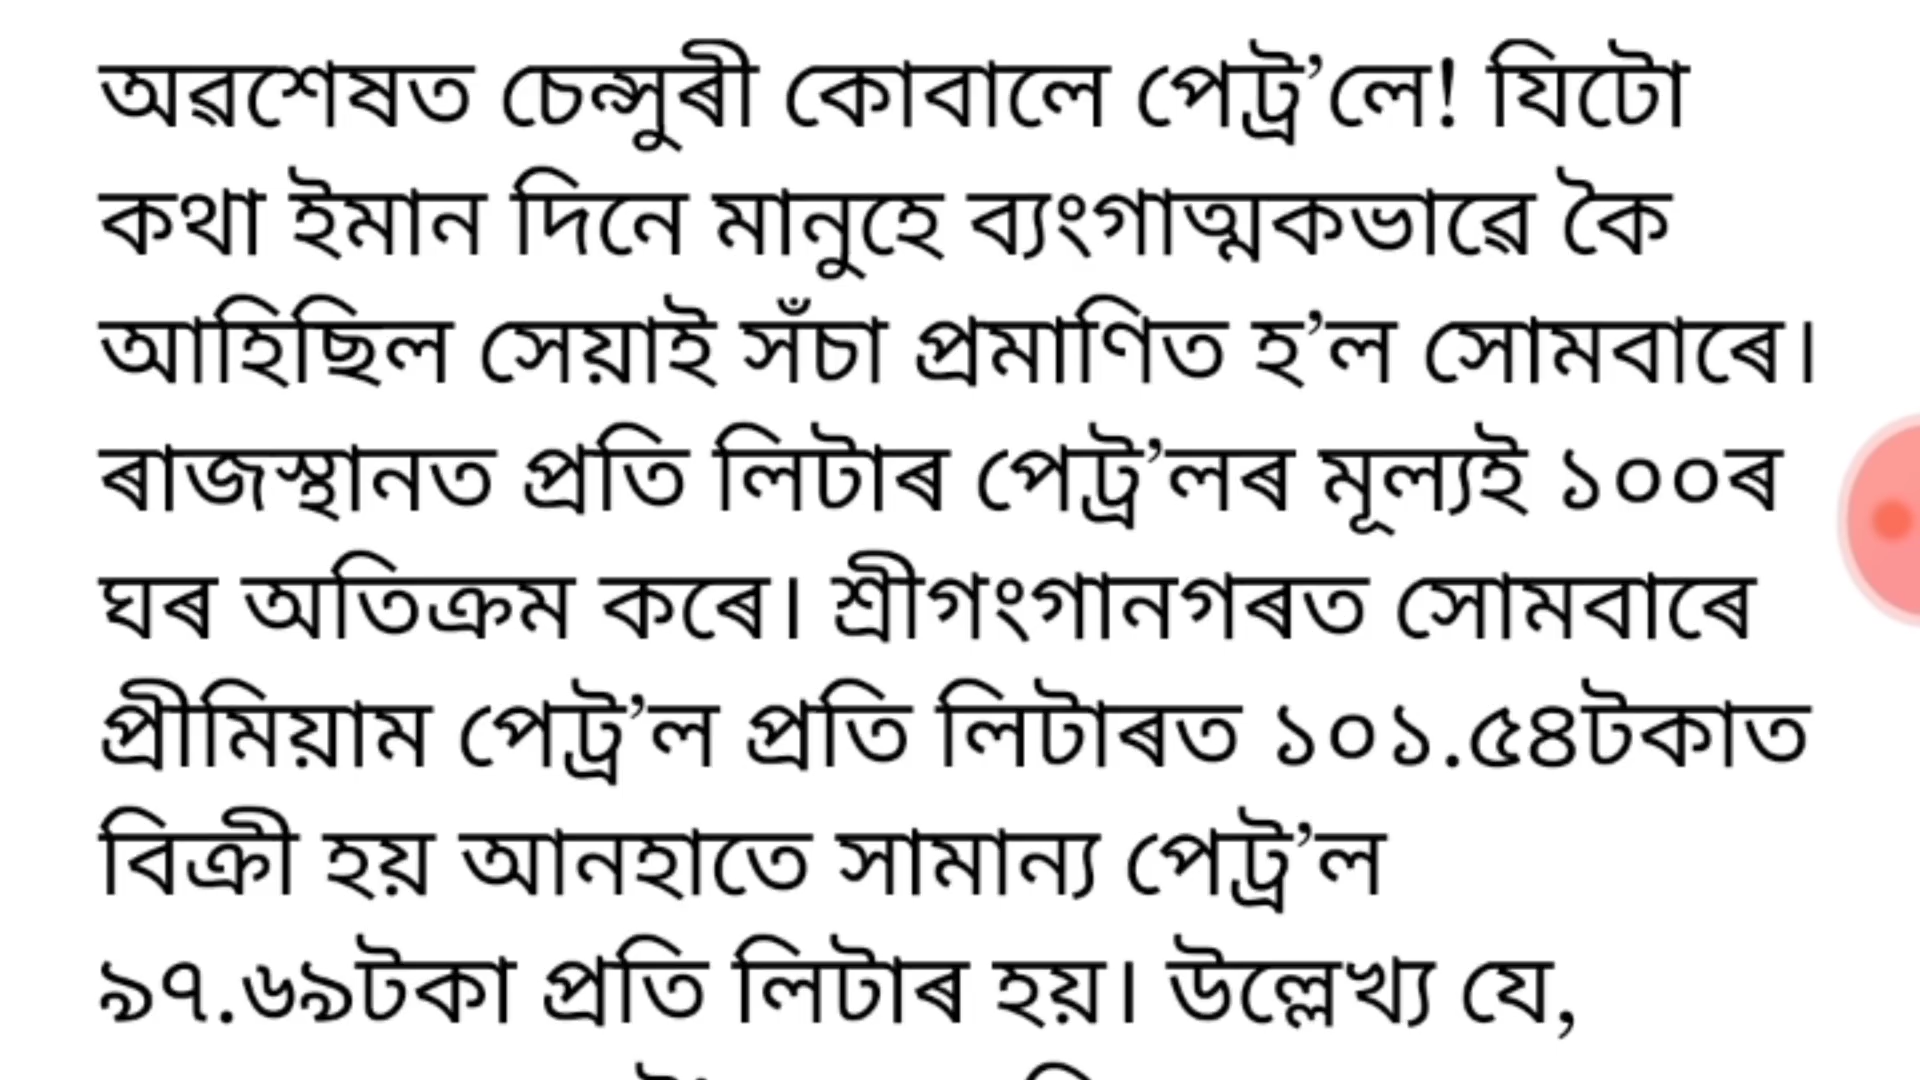 অৱশেষত চেন্সুৰী কোবালে পেট্ৰ’লে! যিটো
কথা ইমান দিনে মানুহে ব্যংগাত্মকভাৱে কৈ
আহিছিল সেয়াই সঁচা প্ৰমাণিত হ’ল সোমবাৰে।
ৰাজস্থানত প্ৰতি লিটাৰ পেট্ৰ’লৰ মূল্যই ১০০ৰ
ঘৰ অতিক্ৰম কৰে। শ্ৰীগংগানগৰত সোমবাৰে
প্ৰীমিয়াম পেট্ৰ’ল প্ৰতি লিটাৰত ১০১.৫৪টকাত
বিক্ৰী হয় আনহাতে সামান্য পেট্ৰ’ল
৯৭.৬৯টকা প্ৰতি লিটাৰ হয়। উল্লেখ্য যে,